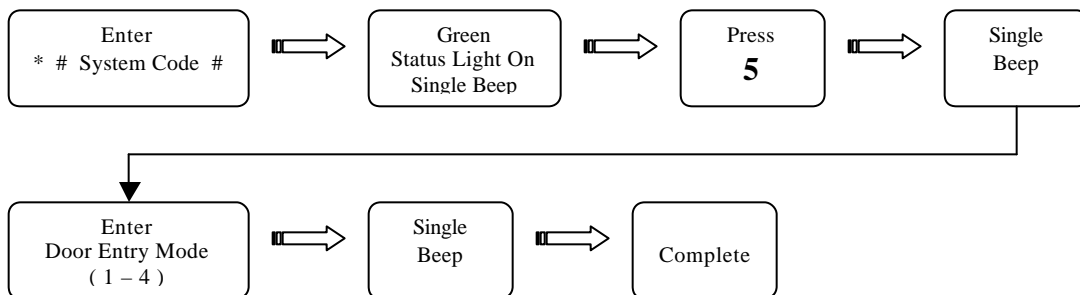 Enter
* # System Code #
Green
Status Light On
Single Beep
Press
5
Single
Beep
Enter
Door Entry Mode
( 1 – 4 )
Single
Beep
Complete